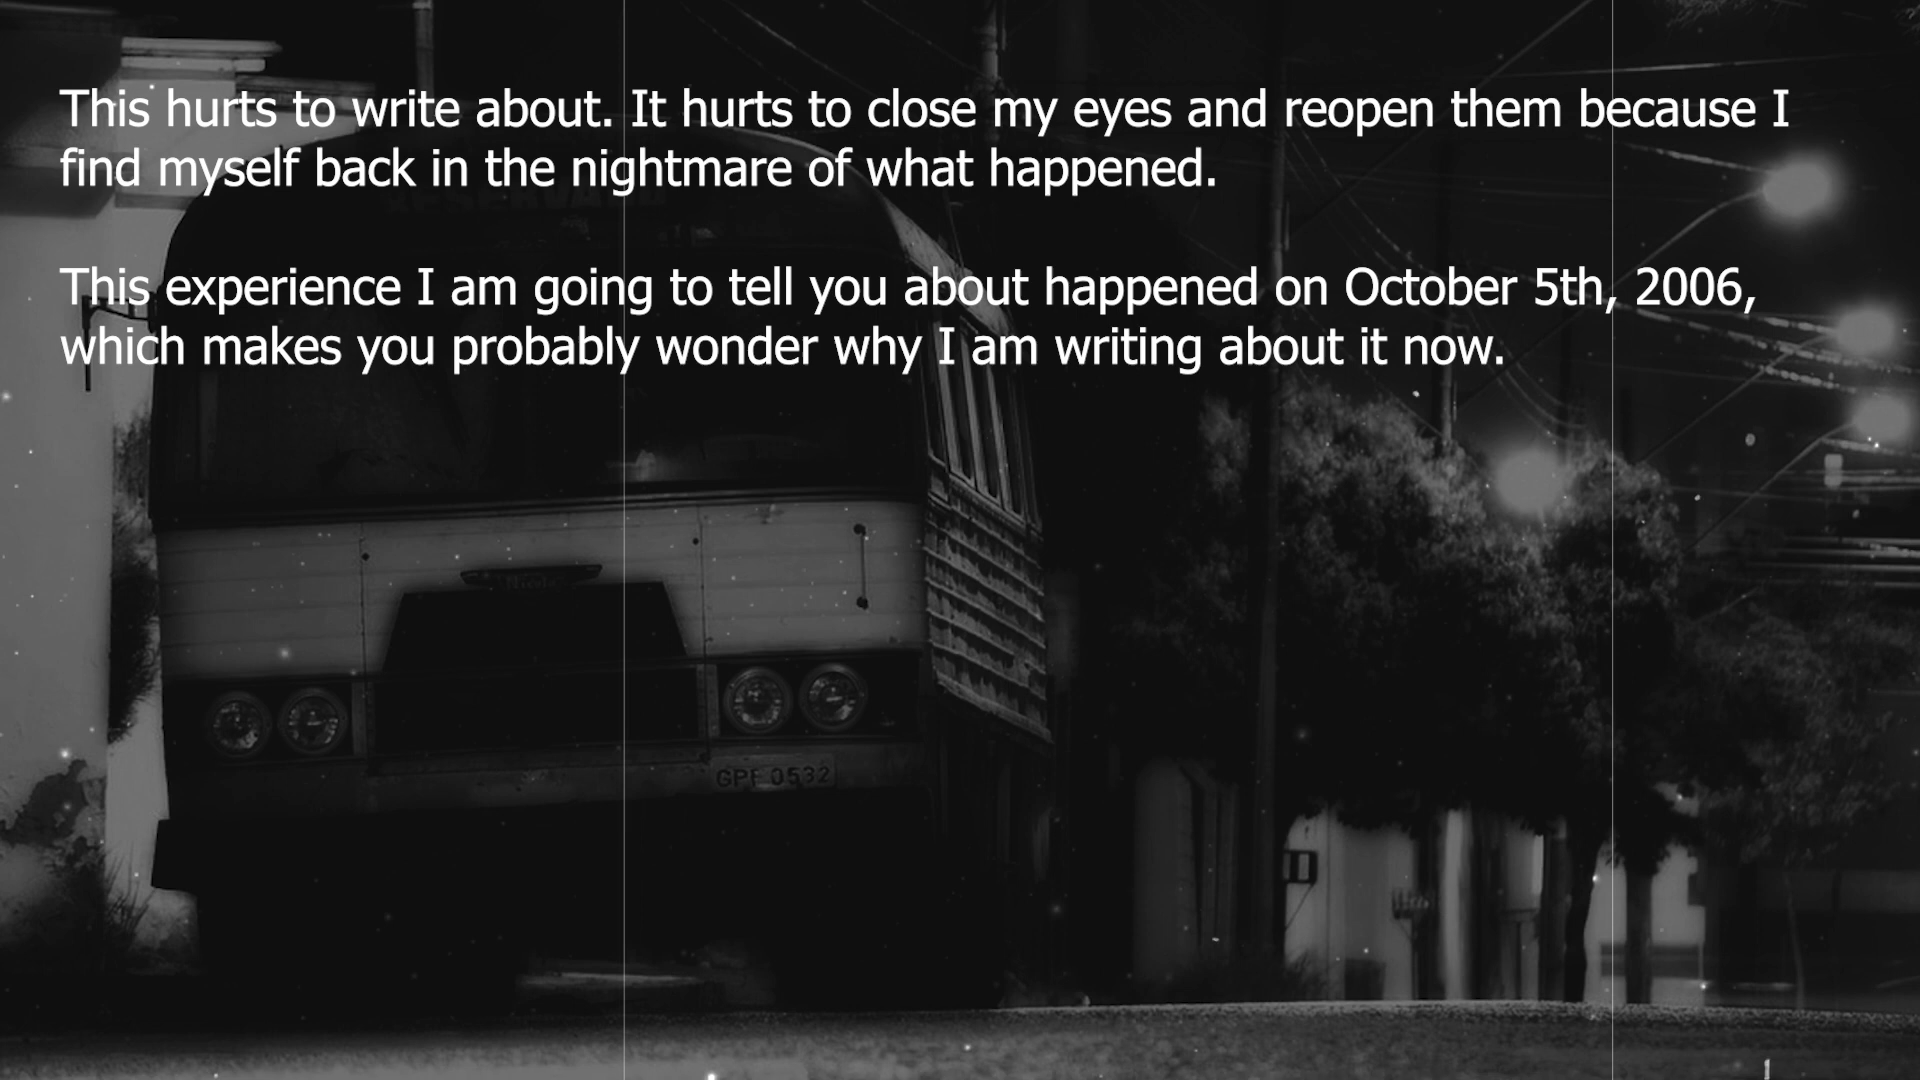 This hurts to write about. It hurts to close my eyes and reopen them because I
find myself back in the nightmare of what happened.
This experience I am going to tell you about happened on October 5th, 2006,
which makes you probably wonder why I am writing about it now.
GPF 0532